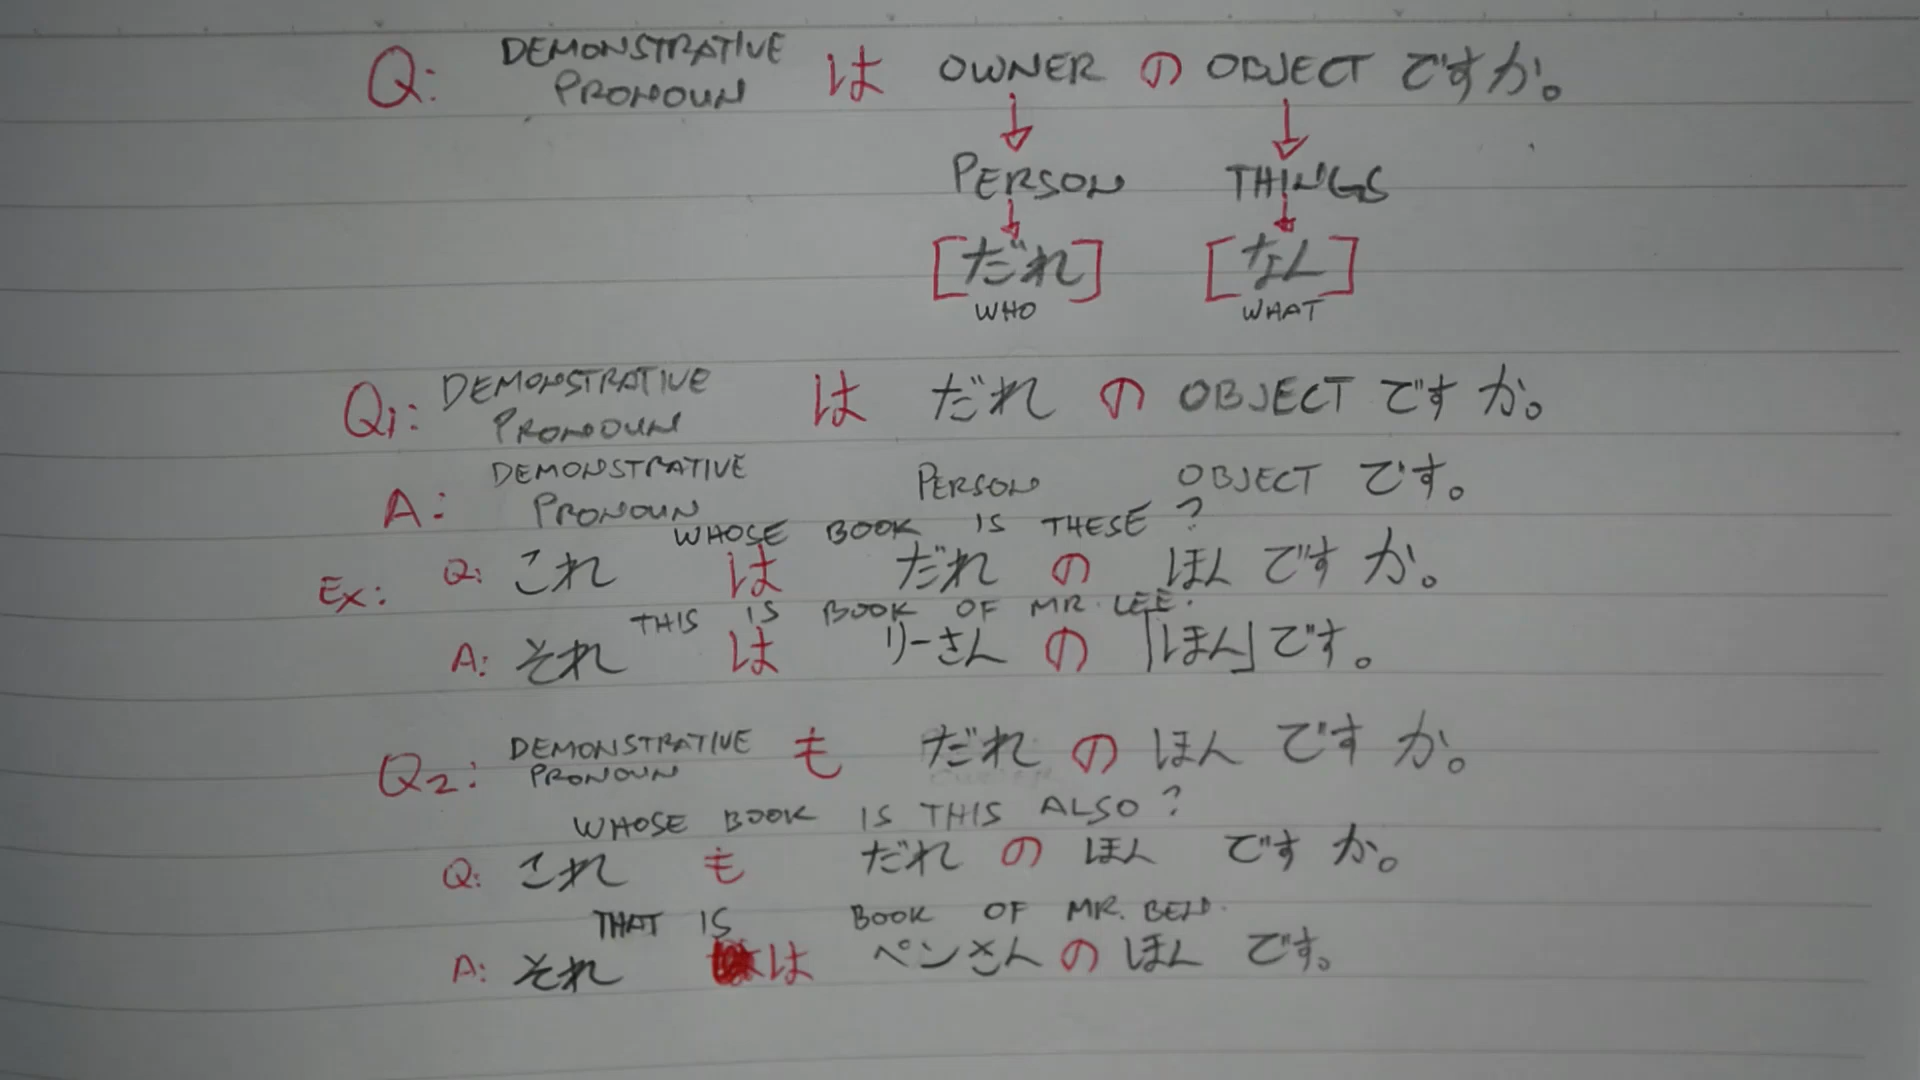 Q: DEMONSTRATIVE PRONOUN は OWNER の OBJECT ですか。
PERSON THINGS
[だれ] [なん]
WHO WHAT
Q1: DEMONSTRATIVE PRONOUN は だれ の OBJECT ですか。
A: DEMONSTRATIVE PRONOUN PERSON OBJECT です。
WHOSE BOOK IS THESE ?
Ex: Q: これ は だれ の ほん ですか。
THIS IS BOOK OF MR. LEE.
A: それ は リーさん の 「ほん」です。
Q2: DEMONSTRATIVE PRONOUN も だれ の ほん ですか。
WHOSE BOOK IS THIS ALSO ?
Q: これ も だれ の ほん ですか。
THAT IS BOOK OF MR. BEN.
A: それ は ペンさん の ほん です。